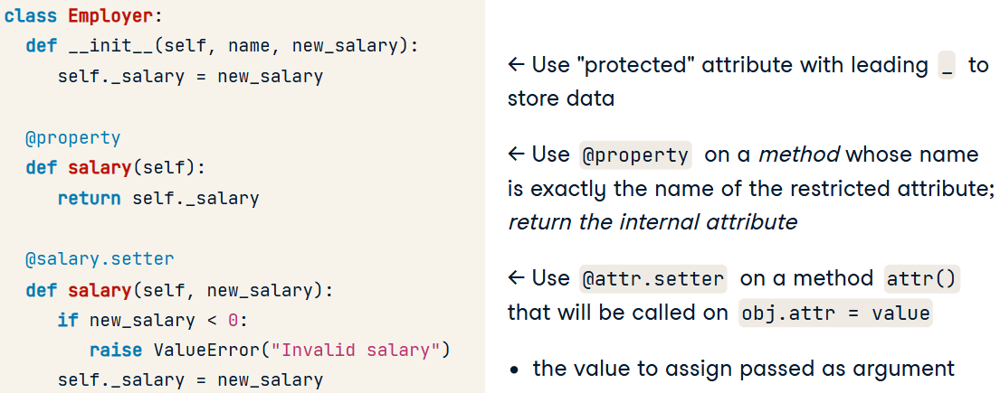 class Employer:
  def __init__(self, name, new_salary):
     self._salary = new_salary

  @property
  def salary(self):
     return self._salary

  @salary.setter
  def salary(self, new_salary):
     if new_salary < 0:
        raise ValueError("Invalid salary")
     self._salary = new_salary

← Use "protected" attribute with leading _ to
store data
← Use @property on a method whose name
is exactly the name of the restricted attribute;
return the internal attribute
← Use @attr.setter on a method attr()
that will be called on obj.attr = value
• the value to assign passed as argument